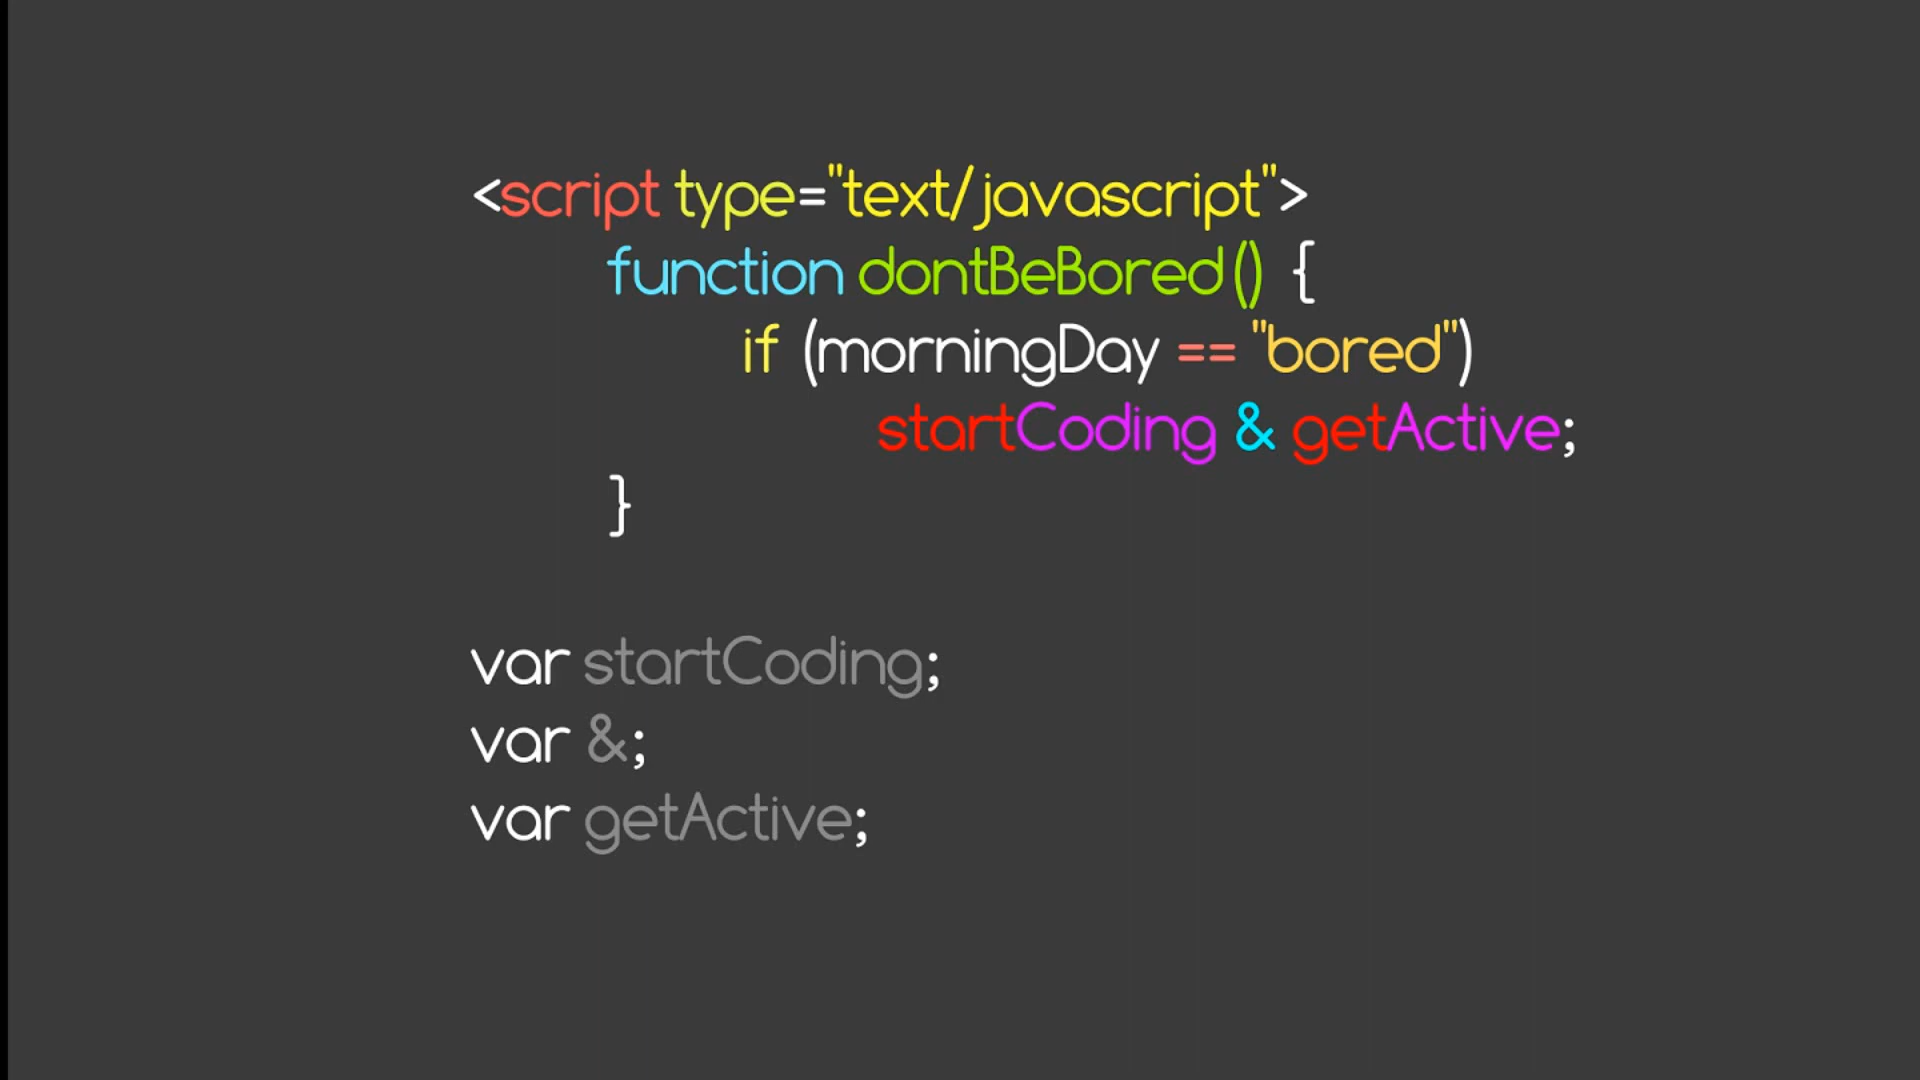 <script type="text/javascript">
function dontBeBored() {
if (morningDay == "bored")
startCoding & getActive;
}
var startCoding;
var &;
var getActive;